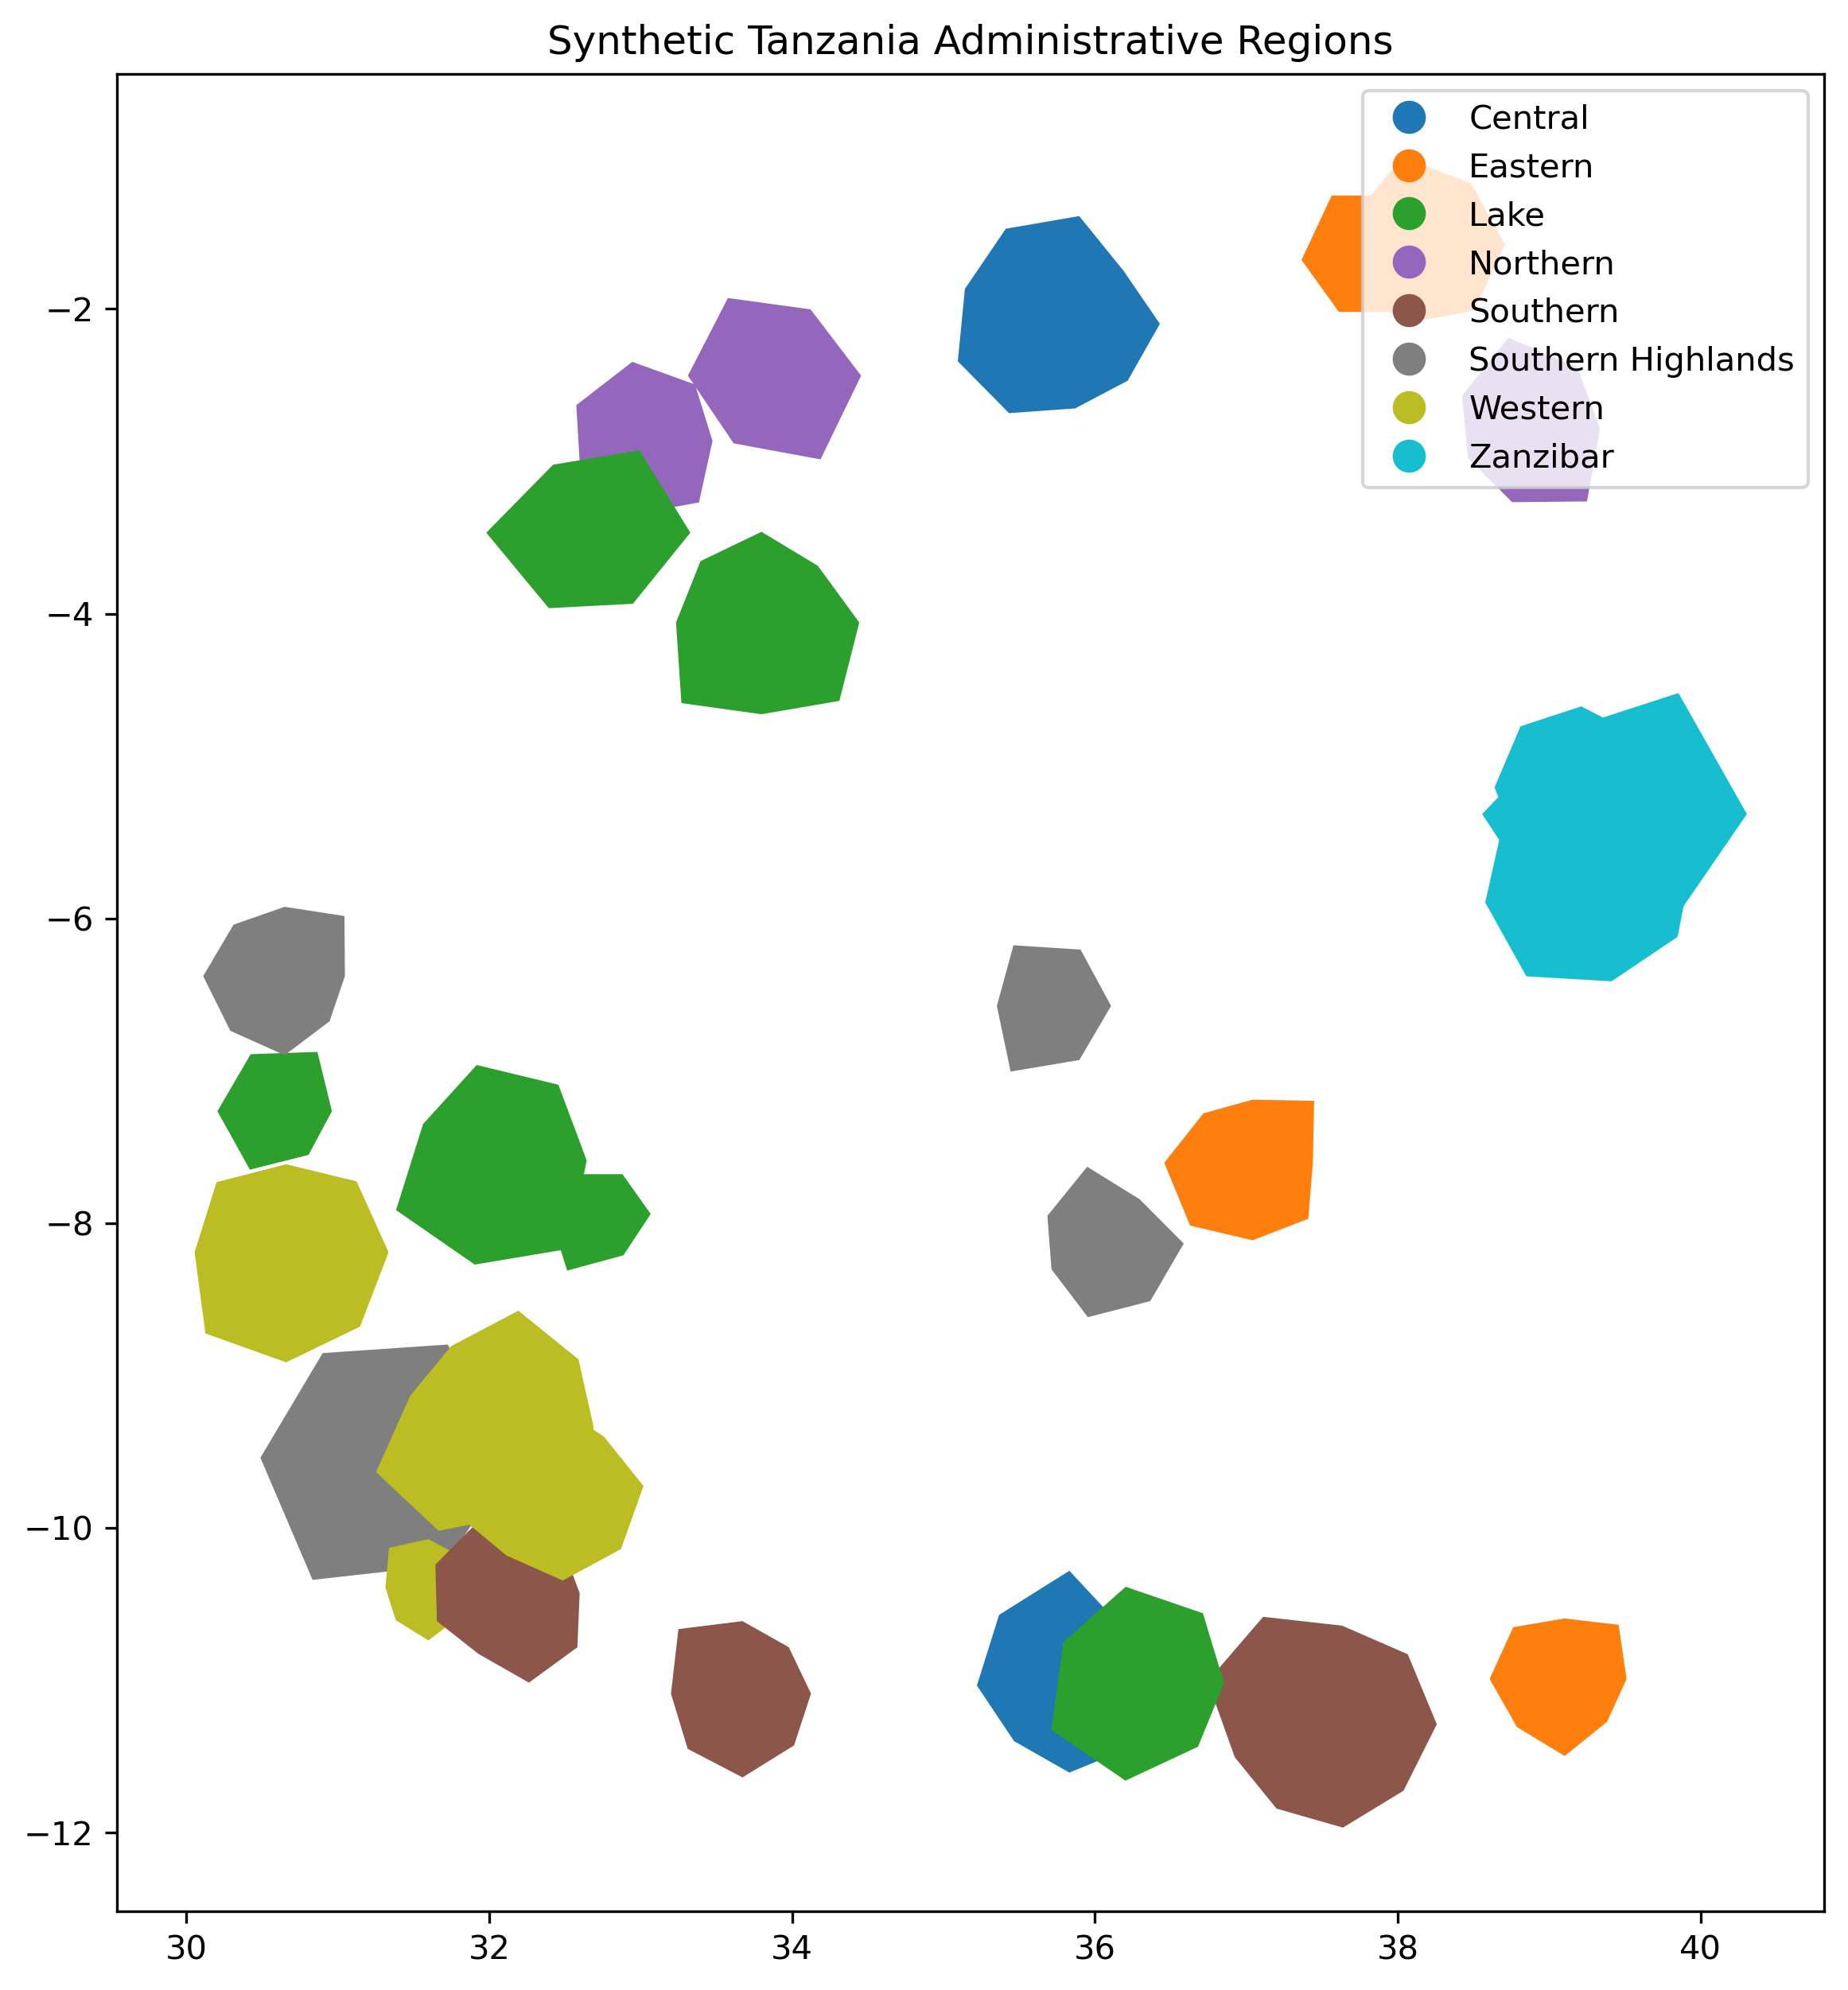 Synthetic Tanzania Administrative Regions
Central
Eastern
Lake
Northern
Southern
Southern Highlands
Western
Zanzibar
−2
−4
−6
−8
−10
−12
30 32 34 36 38 40